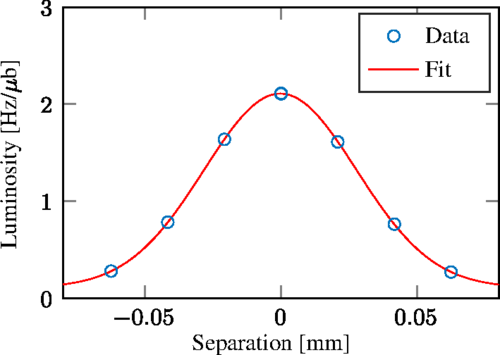 3
2
1
0
Luminosity [Hz/μb]
Data
Fit
−0.05
0
0.05
Separation [mm]